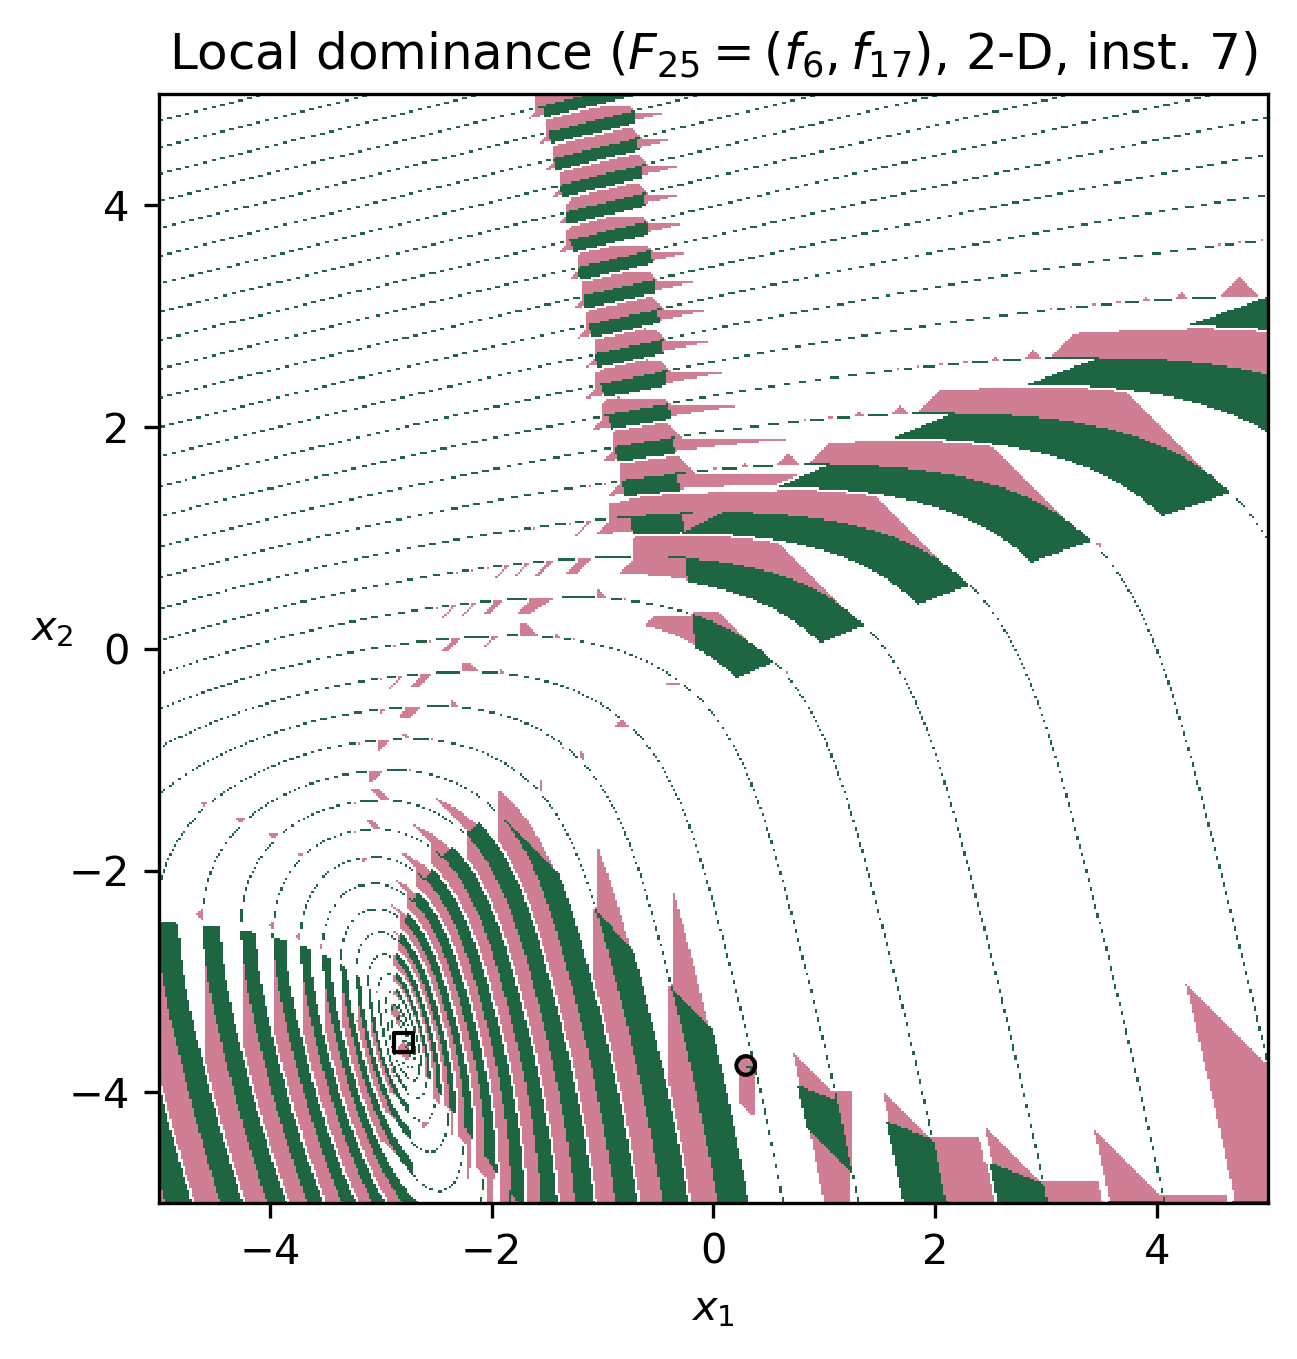 Local dominance (F₂₅ = (f₆, f₁₇), 2-D, inst. 7)
4
2
x₂
0
−2
−4
−4 −2 0 2 4
x₁